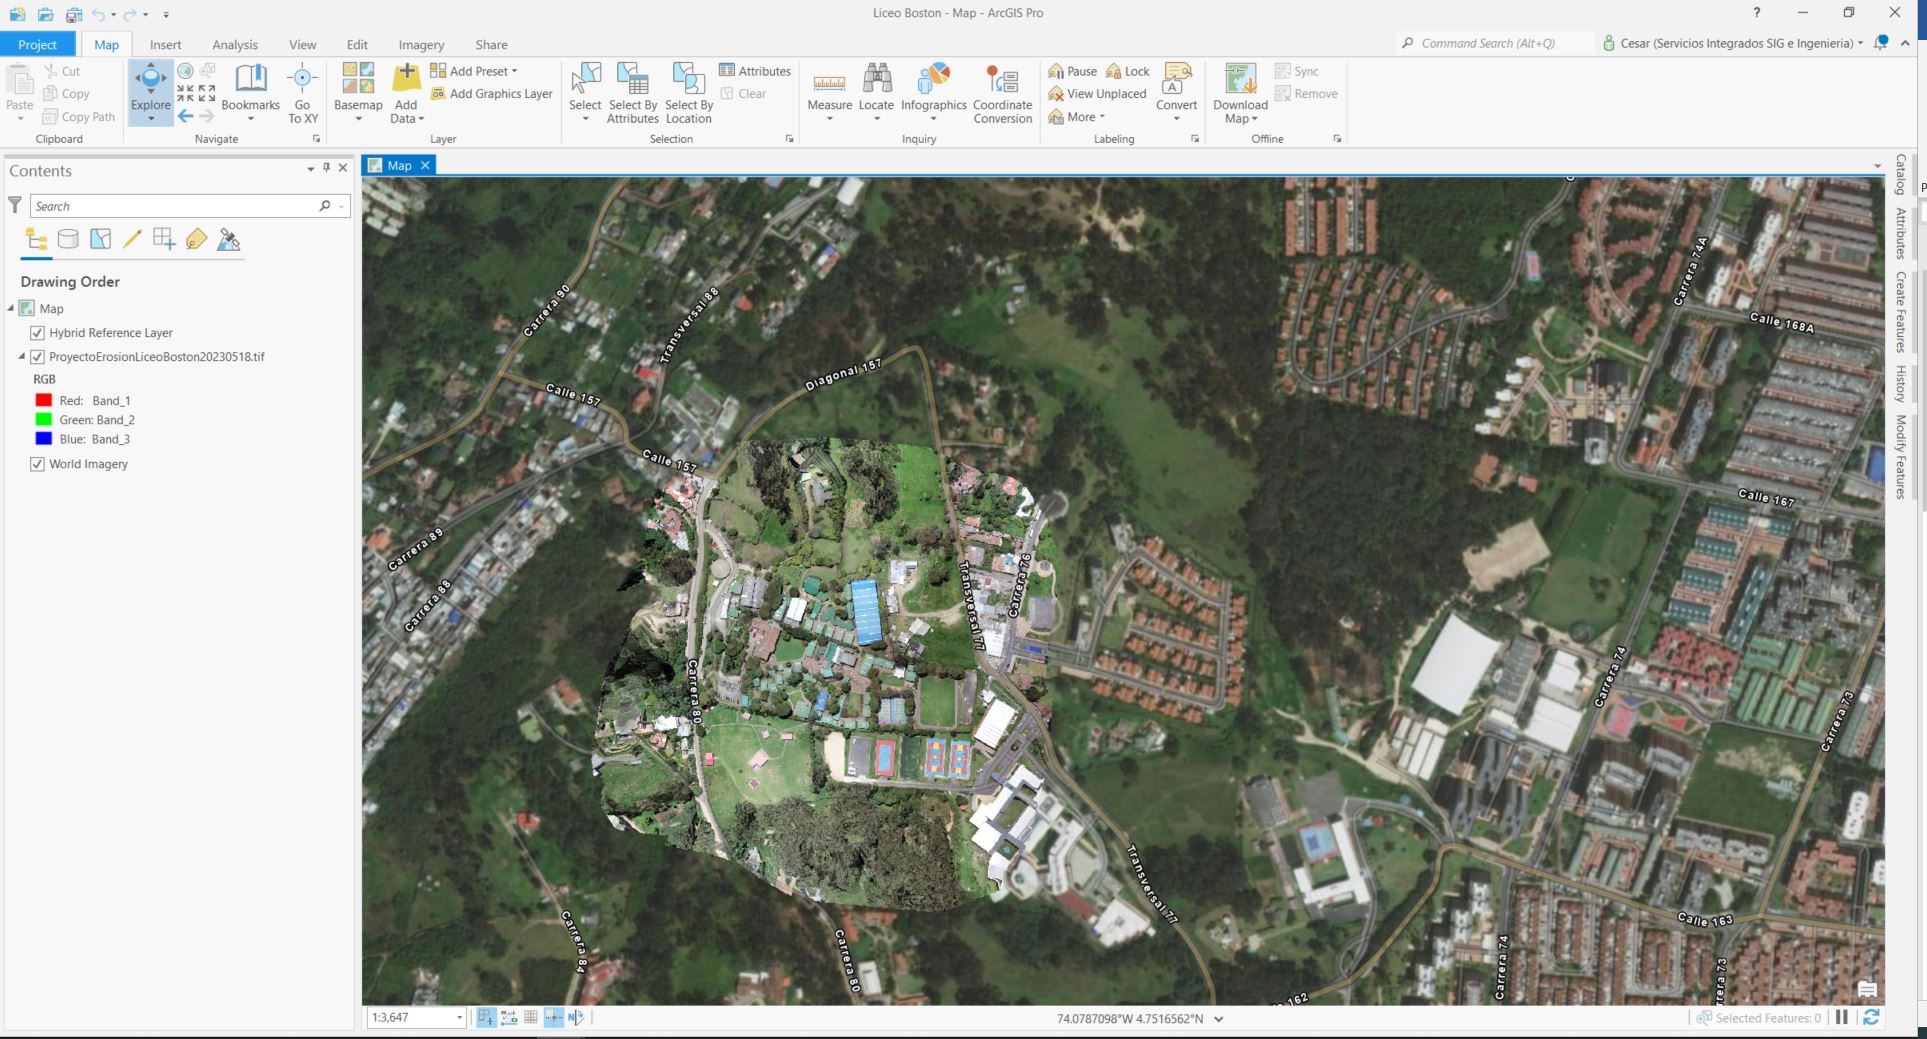 Liceo Boston - Map - ArcGIS Pro
?
Project
Map
Insert
Analysis
View
Edit
Imagery
Share
Command Search (Alt+Q)
Cesar (Servicios Integrados SIG e Ingenieria)
Paste
Cut
Copy
Copy Path
Clipboard
Explore
Bookmarks
Go To XY
Navigate
Basemap
Add Data
Add Preset
Add Graphics Layer
Layer
Select
Select By Attributes
Select By Location
Attributes
Clear
Selection
Measure
Locate
Infographics
Coordinate Conversion
Inquiry
Pause
Lock
View Unplaced
More
Convert
Labeling
Download Map
Sync
Remove
Offline
Contents
Search
Drawing Order
Map
Hybrid Reference Layer
ProyectoErosionLiceoBoston20230518.tif
RGB
Red: Band_1
Green: Band_2
Blue: Band_3
World Imagery
Map
Carrera 90
Transversal 88
Calle 157
Diagonal 157
Calle 157
Carrera 89
Carrera 88
Carrera 80
Transversal 77
Carrera 76
Carrera 74A
Calle 168A
Calle 167
Carrera 74
Carrera 73
Transversal 77
Calle 163
Carrera 84
Carrera 80
Carrera 74
rrera 73
162
Catalog
Attributes
Create Features
History
Modify Features
P
1:3,647
74.0787098°W 4.7516562°N
Selected Features: 0